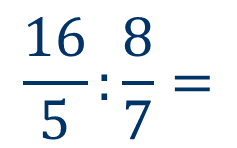 16/5 : 8/7 =